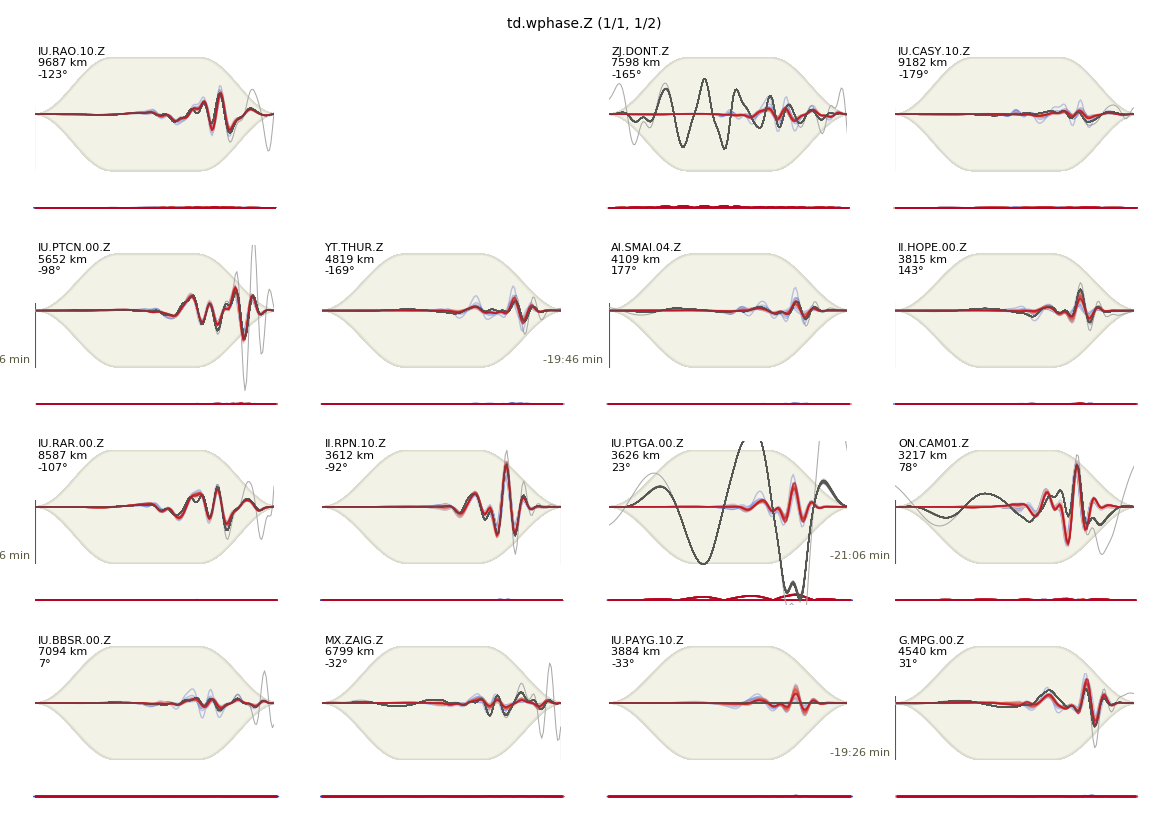 td.wphase.Z (1/1, 1/2)
IU.RAO.10.Z
9687 km
-123°
ZJ.DONT.Z
7598 km
-165°
IU.CASY.10.Z
9182 km
-179°
IU.PTCN.00.Z
5652 km
-98°
6 min
YT.THUR.Z
4819 km
-169°
AI.SMAI.04.Z
4109 km
177°
-19:46 min
II.HOPE.00.Z
3815 km
143°
IU.RAR.00.Z
8587 km
-107°
6 min
II.RPN.10.Z
3612 km
-92°
IU.PTGA.00.Z
3626 km
23°
ON.CAM01.Z
3217 km
78°
-21:06 min
IU.BBSR.00.Z
7094 km
7°
MX.ZAIG.Z
6799 km
-32°
IU.PAYG.10.Z
3884 km
-33°
G.MPG.00.Z
4540 km
31°
-19:26 min